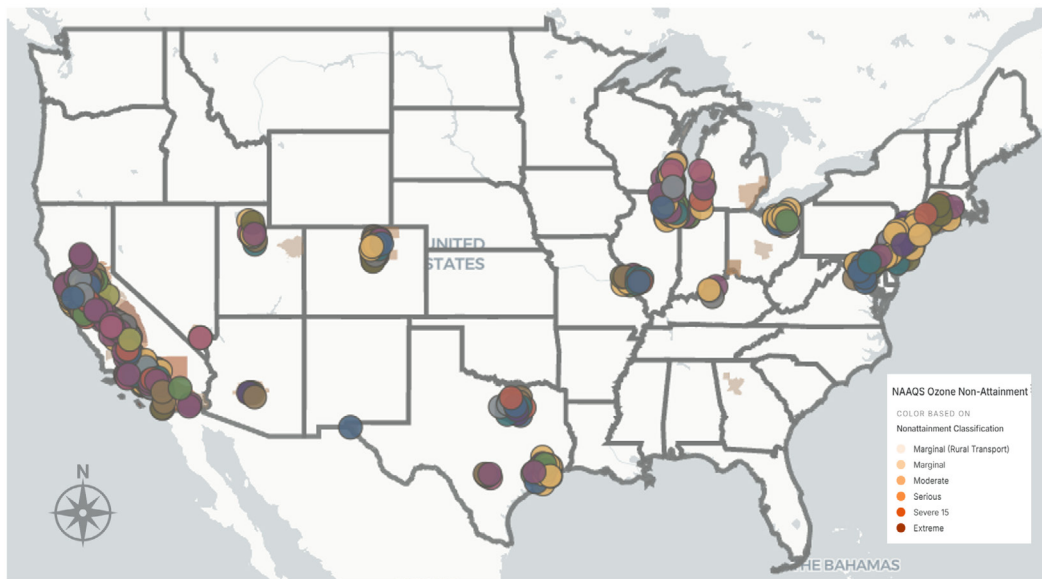 UNITED
STATES
N
NAAQS Ozone Non-Attainment
COLOR BASED ON
Nonattainment Classification
Marginal (Rural Transport)
Marginal
Moderate
Serious
Severe 15
Extreme
THE BAHAMAS